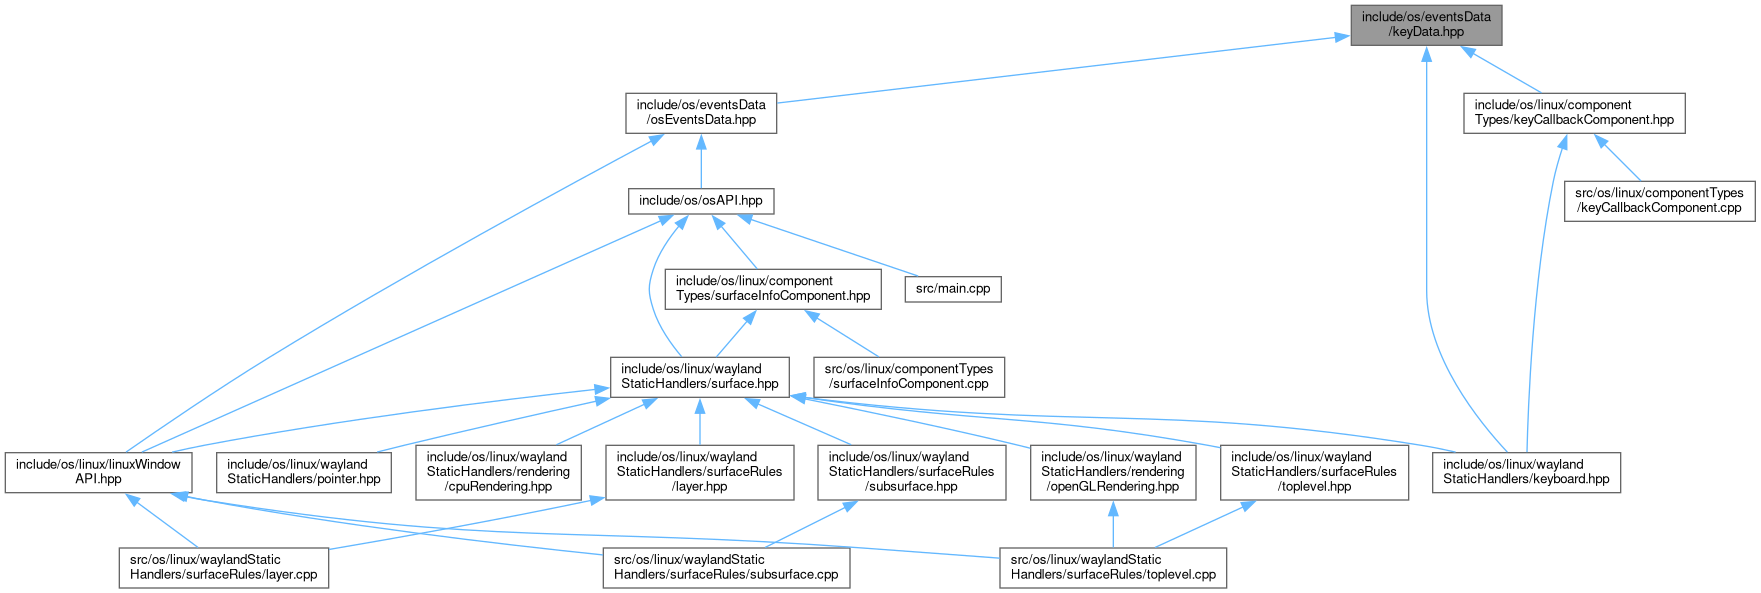 include/os/eventsData
/keyData.hpp
include/os/eventsData
/osEventsData.hpp
include/os/linux/component
Types/keyCallbackComponent.hpp
src/os/linux/componentTypes
/keyCallbackComponent.cpp
include/os/osAPI.hpp
include/os/linux/component
Types/surfaceInfoComponent.hpp
src/main.cpp
include/os/linux/wayland
StaticHandlers/surface.hpp
src/os/linux/componentTypes
/surfaceInfoComponent.cpp
include/os/linux/linuxWindow
API.hpp
include/os/linux/wayland
StaticHandlers/pointer.hpp
include/os/linux/wayland
StaticHandlers/rendering
/cpuRendering.hpp
include/os/linux/wayland
StaticHandlers/surfaceRules
/layer.hpp
include/os/linux/wayland
StaticHandlers/surfaceRules
/subsurface.hpp
include/os/linux/wayland
StaticHandlers/rendering
/openGLRendering.hpp
include/os/linux/wayland
StaticHandlers/surfaceRules
/toplevel.hpp
include/os/linux/wayland
StaticHandlers/keyboard.hpp
src/os/linux/waylandStatic
Handlers/surfaceRules/layer.cpp
src/os/linux/waylandStatic
Handlers/surfaceRules/subsurface.cpp
src/os/linux/waylandStatic
Handlers/surfaceRules/toplevel.cpp